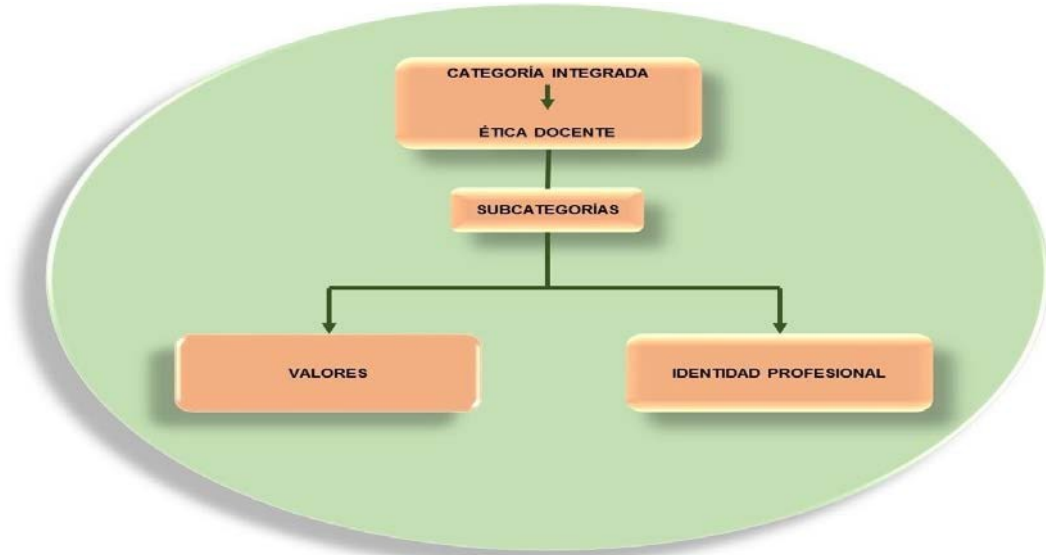 CATEGORÍA INTEGRADA
ÉTICA DOCENTE
SUBCATEGORÍAS
VALORES
IDENTIDAD PROFESIONAL